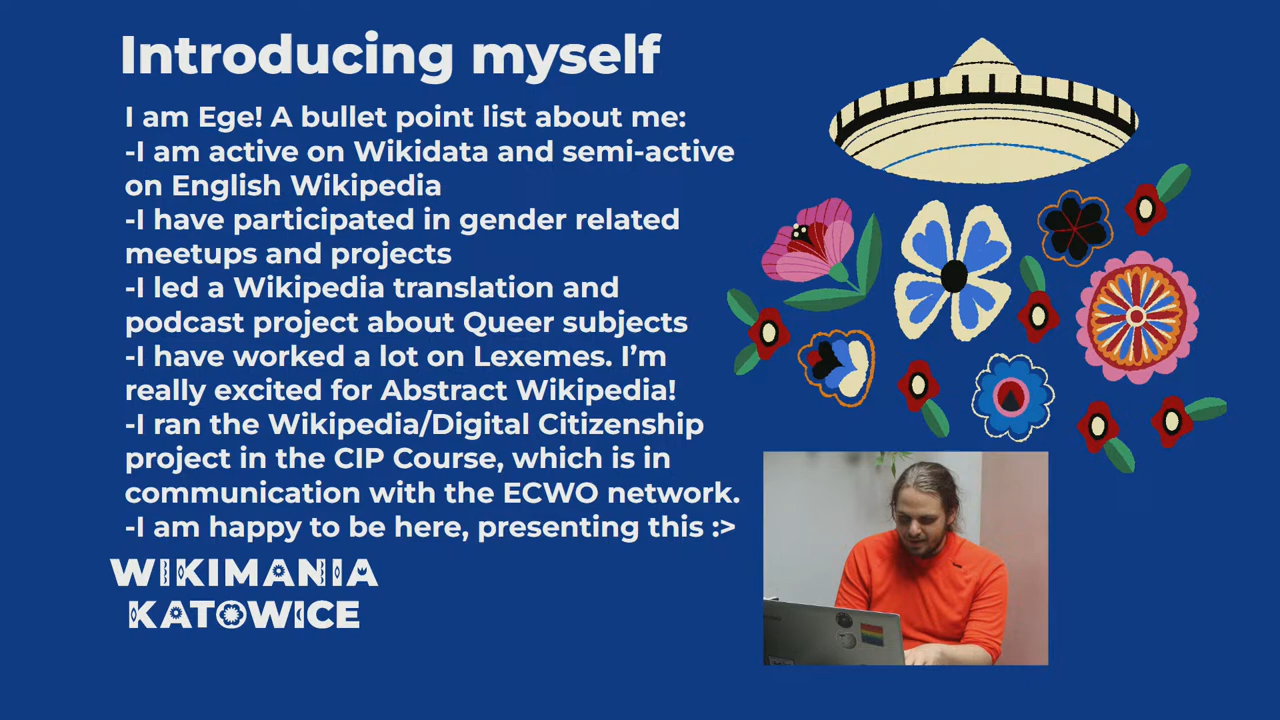 Introducing myself
I am Ege! A bullet point list about me:
-I am active on Wikidata and semi-active
on English Wikipedia
-I have participated in gender related
meetups and projects
-I led a Wikipedia translation and
podcast project about Queer subjects
-I have worked a lot on Lexemes. I’m
really excited for Abstract Wikipedia!
-I ran the Wikipedia/Digital Citizenship
project in the CIP Course, which is in
communication with the ECWO network.
-I am happy to be here, presenting this :>
WIKIMANIA
KATOWICE